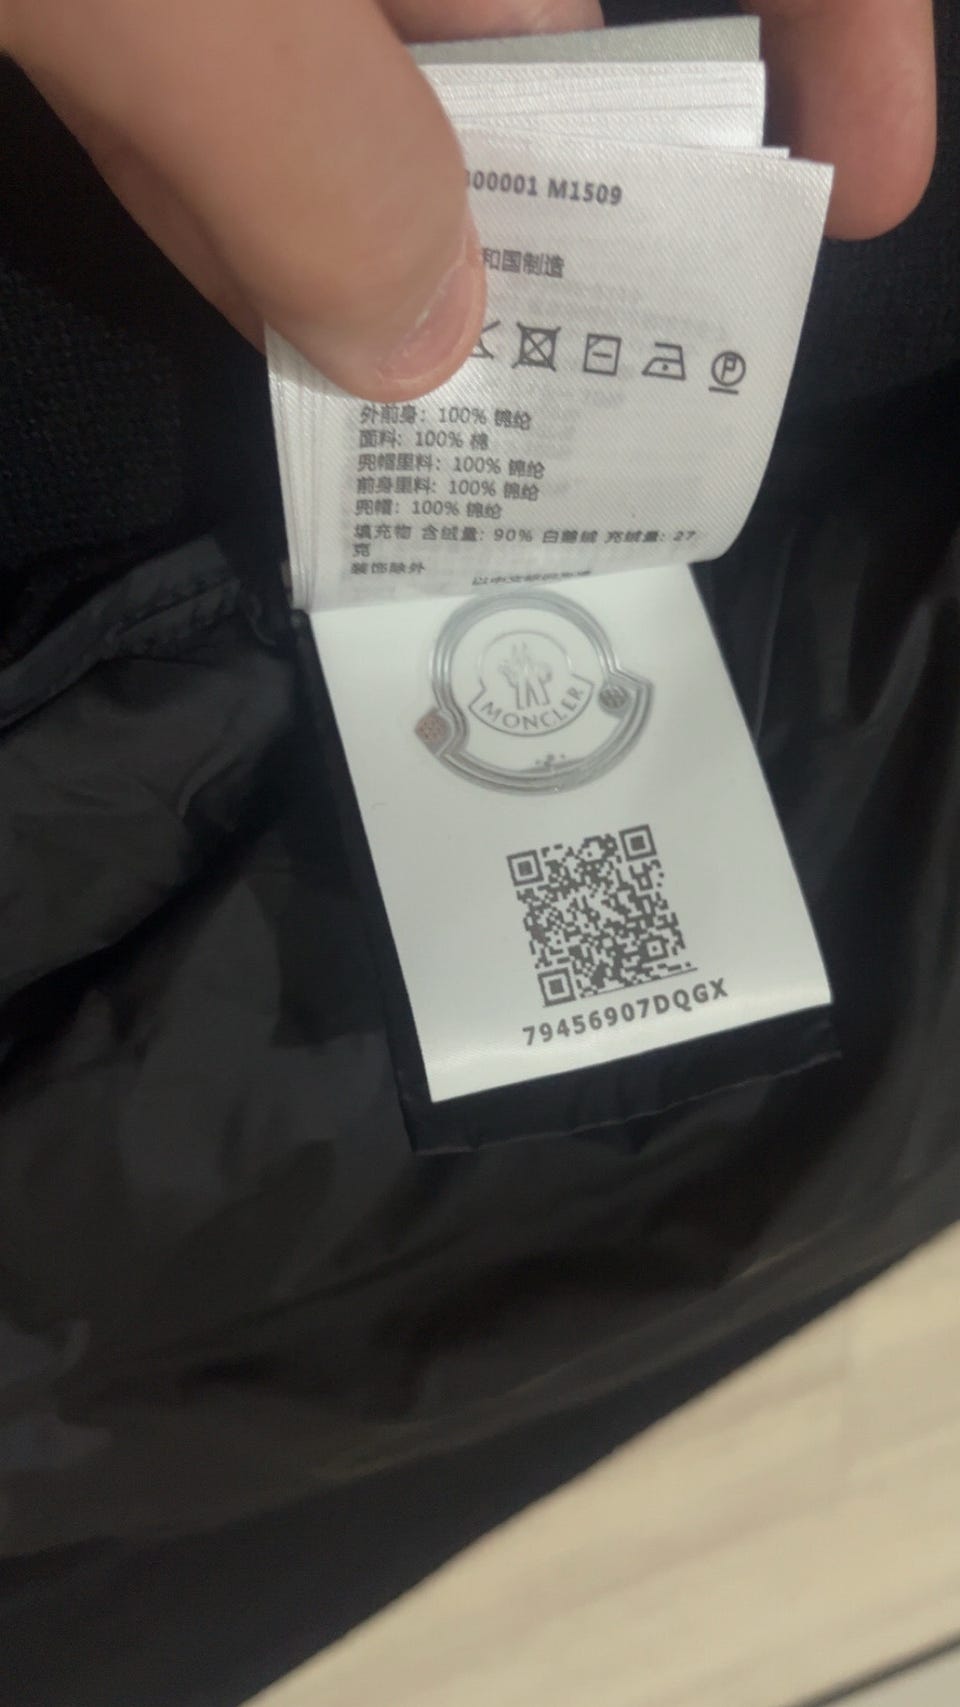 00001 M1509
和国制造
外前身: 100% 锦纶
面料: 100% 棉
兜帽里料: 100% 锦纶
前身里料: 100% 锦纶
兜帽: 100% 锦纶
填充物 含绒量: 90% 白鹅绒 充绒量: 27
克
装饰除外
MONCLER
79456907DQGX